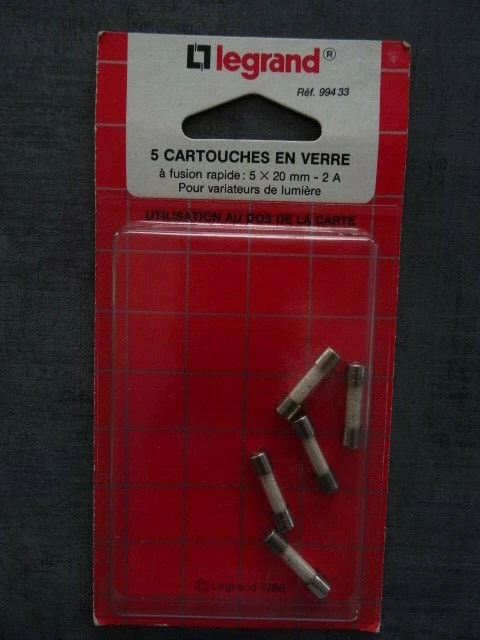 legrand®
Réf. 994 33
5 CARTOUCHES EN VERRE
à fusion rapide : 5 × 20 mm - 2 A
Pour variateurs de lumière
UTILISATION AU DOS DE LA CARTE
© Legrand 1986